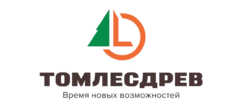 ТОМЛЕСДРЕВ
Время новых возможностей